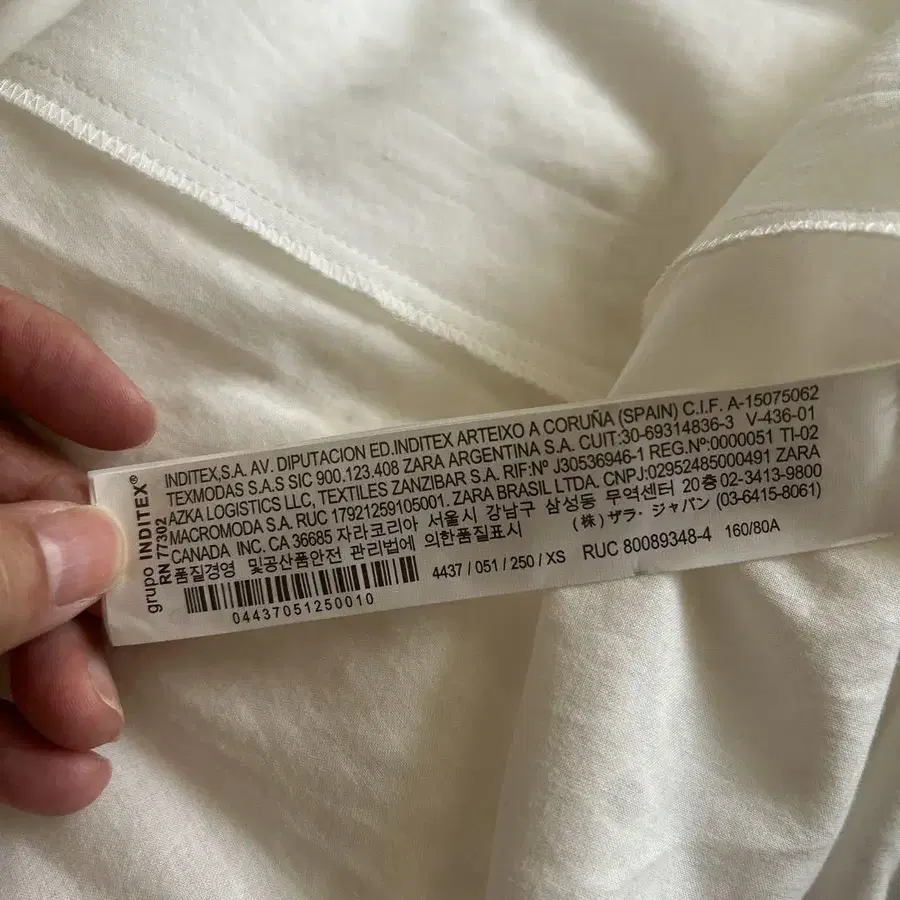 grupo INDITEX®
RN 77302
INDITEX,S.A. AV. DIPUTACION ED.INDITEX ARTEIXO A CORUÑA (SPAIN) C.I.F. A-15075062
TEXMODAS S.A.S SIC 900.123.408 ZARA ARGENTINA S.A. CUIT:30-69314836-3 V-436-01
AZKA LOGISTICS LLC, TEXTILES ZANZIBAR S.A. RIF:Nº J30536946-1 REG.Nº:0000051 TI-02
MACROMODA S.A. RUC 17921259105001. ZARA BRASIL LTDA. CNPJ:02952485000491 ZARA
CANADA INC. CA 36685 자라코리아 서울시 강남구 삼성동 무역센터 20층 02-3413-9800
품질경영 및공산품안전 관리법에 의한품질표시 (株) ザラ・ジャパン (03-6415-8061)
4437 / 051 / 250 / XS RUC 80089348-4 160/80A
04437051250010